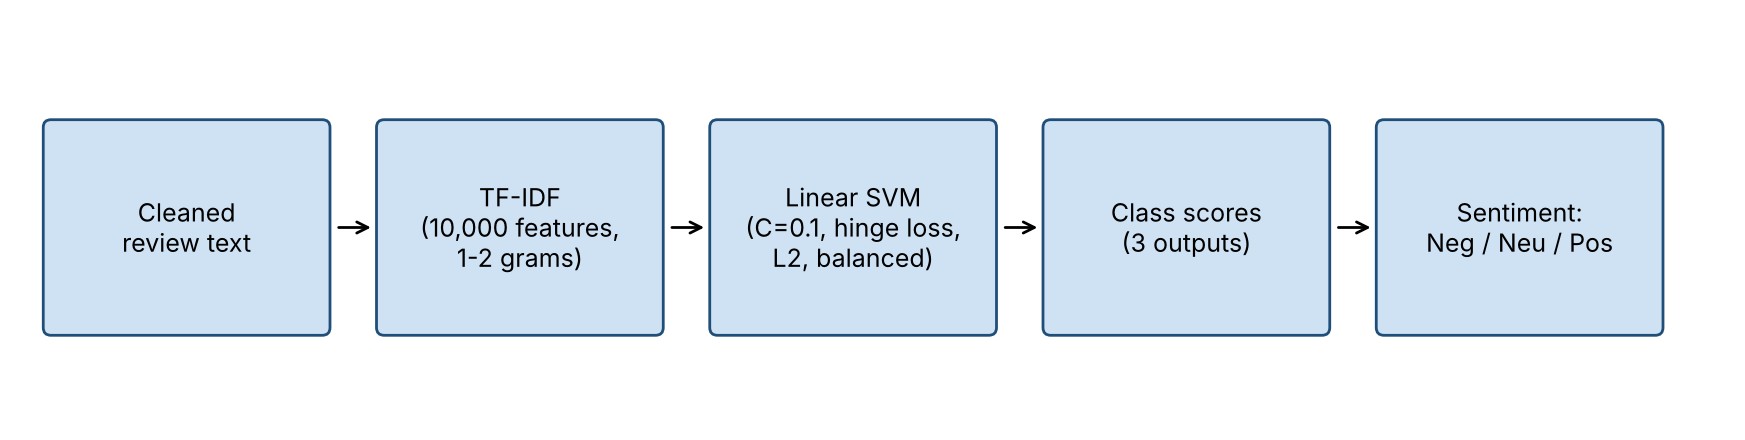 Cleaned
review text
TF-IDF
(10,000 features,
1-2 grams)
Linear SVM
(C=0.1, hinge loss,
L2, balanced)
Class scores
(3 outputs)
Sentiment:
Neg / Neu / Pos